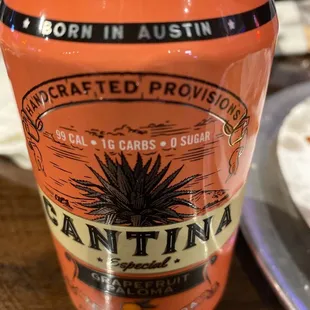 BORN IN AUSTIN
HANDCRAFTED PROVISIONS
99 CAL • 1G CARBS • 0 SUGAR
CANTINA
Especial
GRAPEFRUIT
PALOMA